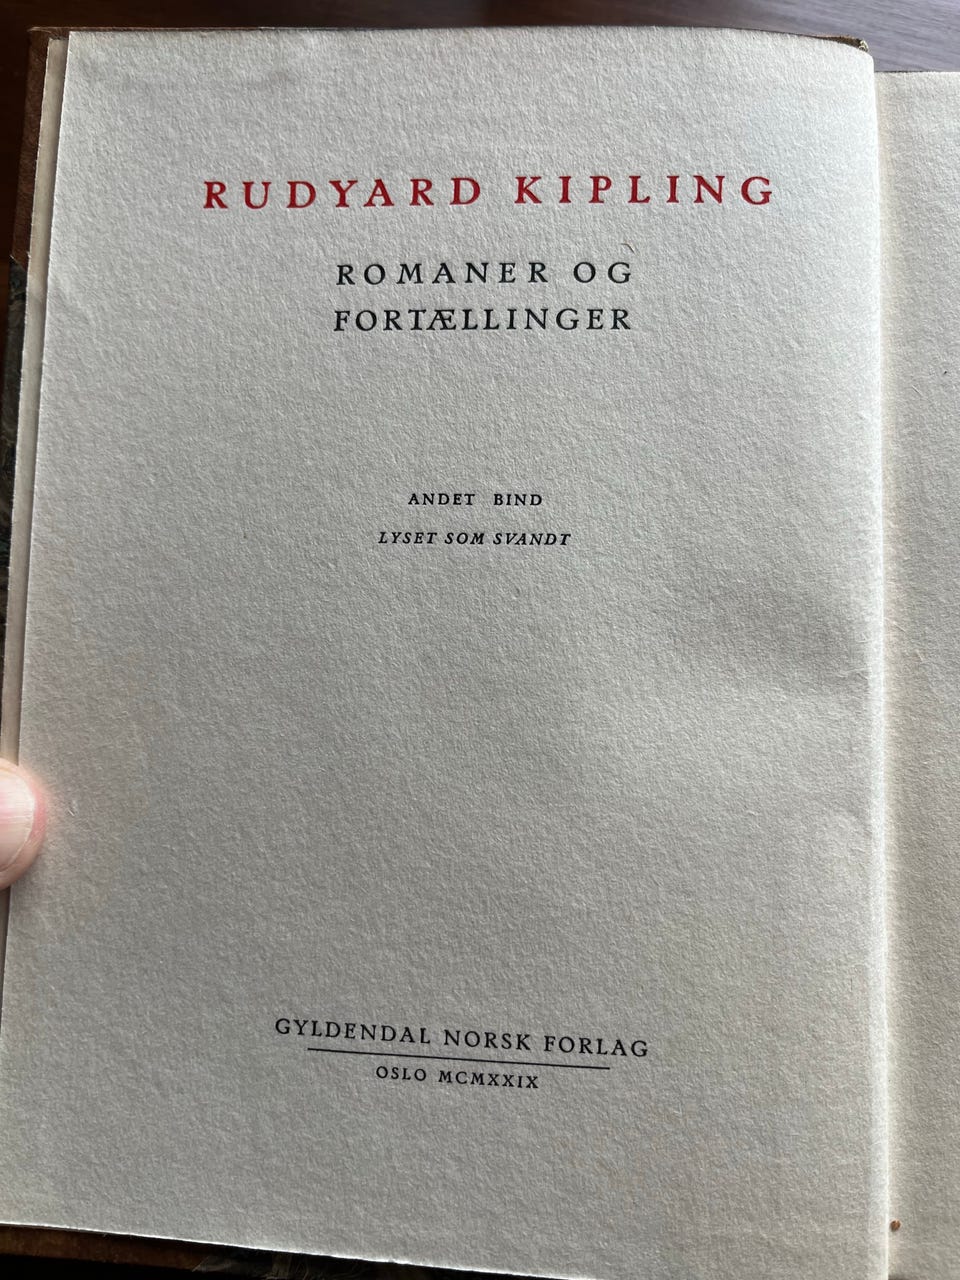 RUDYARD KIPLING
ROMANER OG
FORTÆLLINGER
ANDET BIND
LYSET SOM SVANDT
GYLDENDAL NORSK FORLAG
OSLO MCMXXIX